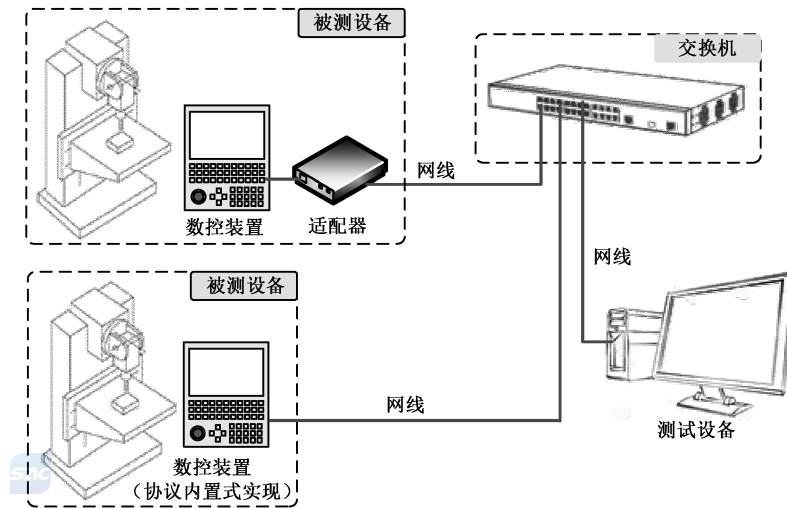 被测设备
交换机
数控装置
适配器
网线
网线
被测设备
网线
数控装置
(协议内置式实现)
测试设备
SAC